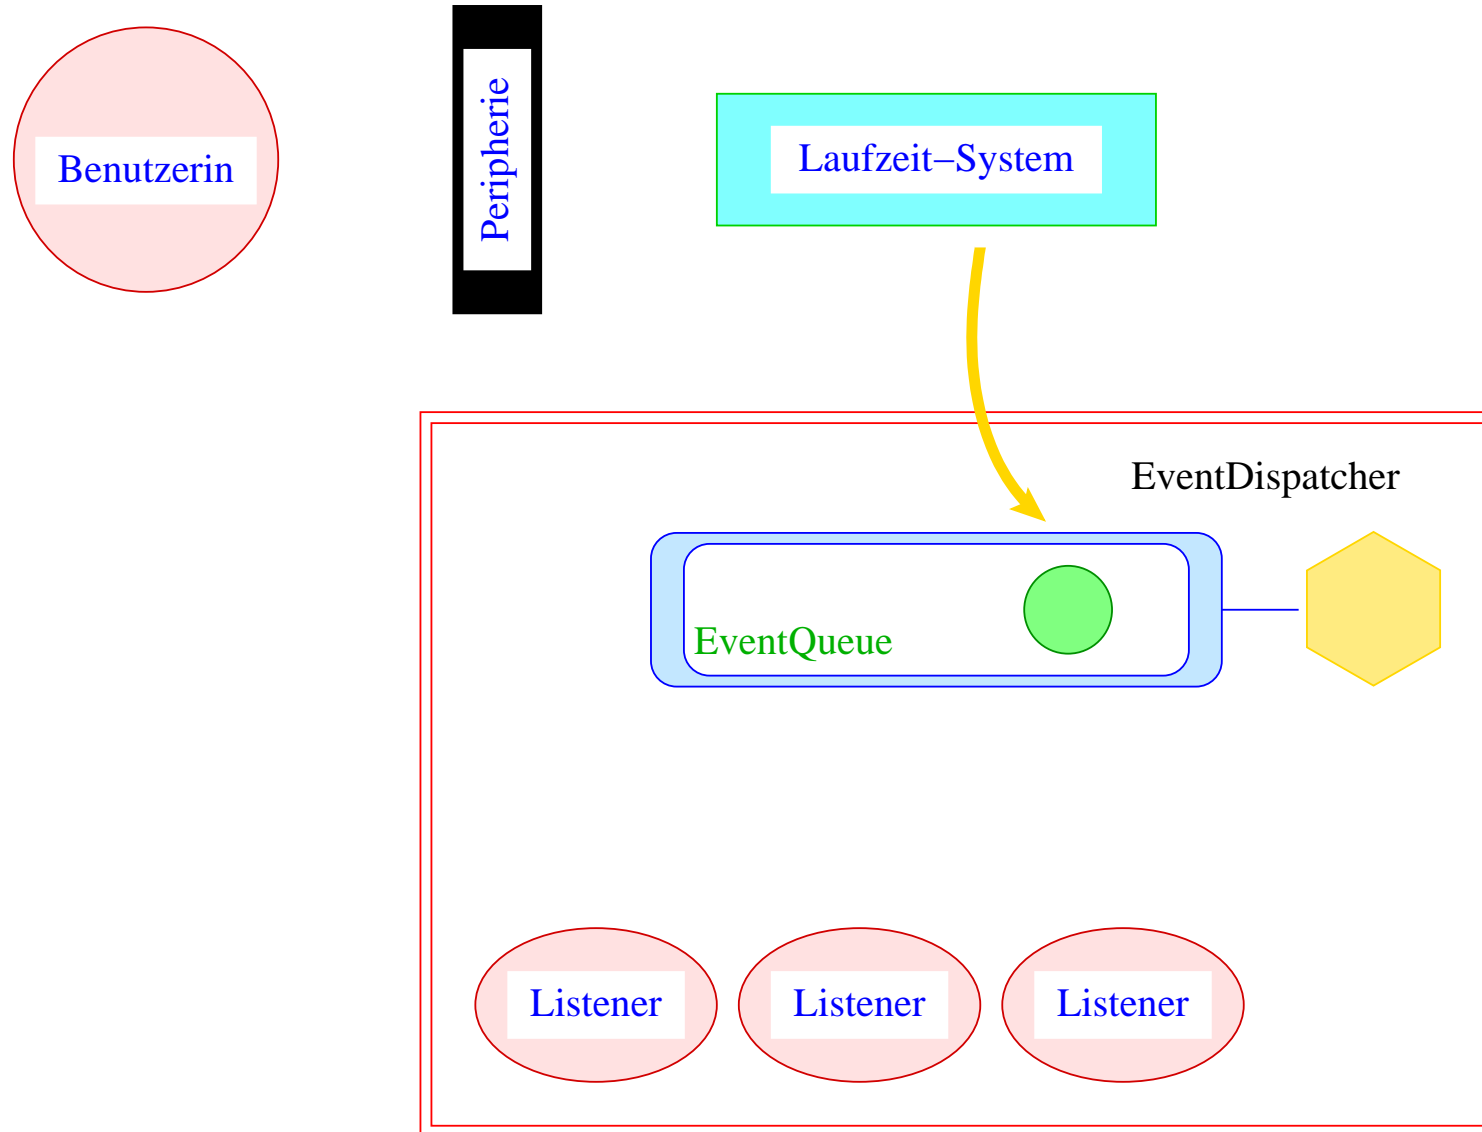 Benutzerin
Peripherie
Laufzeit–System
EventDispatcher
EventQueue
Listener
Listener
Listener